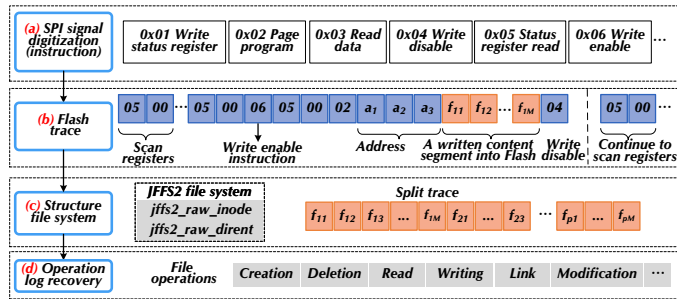 (a) SPI signal
digitization
(instruction)
0x01 Write
status register
0x02 Page
program
0x03 Read
data
0x04 Write
disable
0x05 Status
register read
0x06 Write
enable
...
(b) Flash
trace
05 00 ... 05 00 06 05 00 02 a1 a2 a3 f11 f12 ... f1M 04 05 00 ...
Scan
registers
Write enable
instruction
Address
A written content
segment into Flash
Write
disable
Continue to
scan registers
(c) Structure
file system
JFFS2 file system
jffs2_raw_inode
jffs2_raw_dirent
Split trace
f11 f12 f13 ... f1M f21 ... f23 ... fp1 ... fpM
(d) Operation
log recovery
File
operations
Creation Deletion Read Writing Link Modification ...